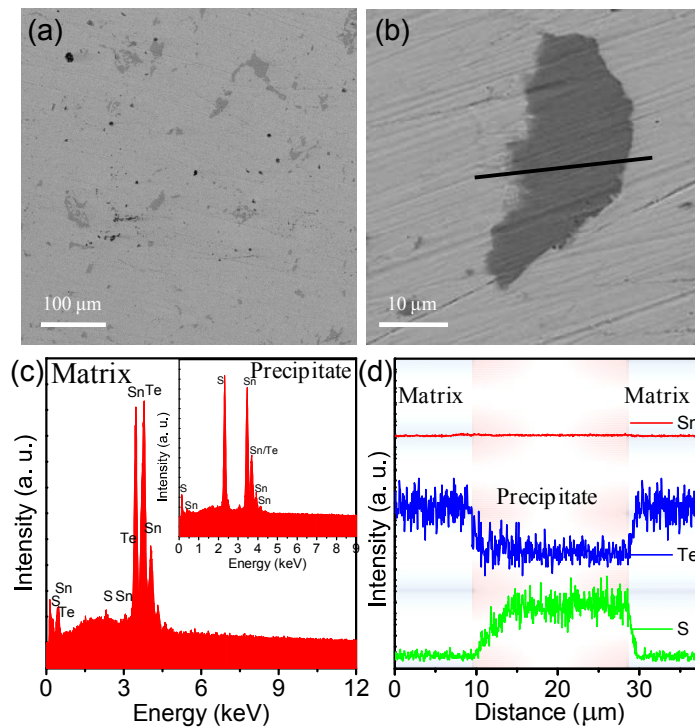 (a)
100 μm
(b)
10 μm
(c)
Matrix
Precipitate
Sn
Te
Te
Sn
Sn
S
Te
S
Sn
S
Sn/Te
Sn
Sn
S
Sn
0 1 2 3 4 5 6 7 8 9
Energy (keV)
Intensity (a. u.)
0 3 6 9 12
Energy (keV)
Intensity (a. u.)
(d)
Matrix
Matrix
Sn
Precipitate
Te
S
0 10 20 30
Distance (μm)
Intensity (a. u.)